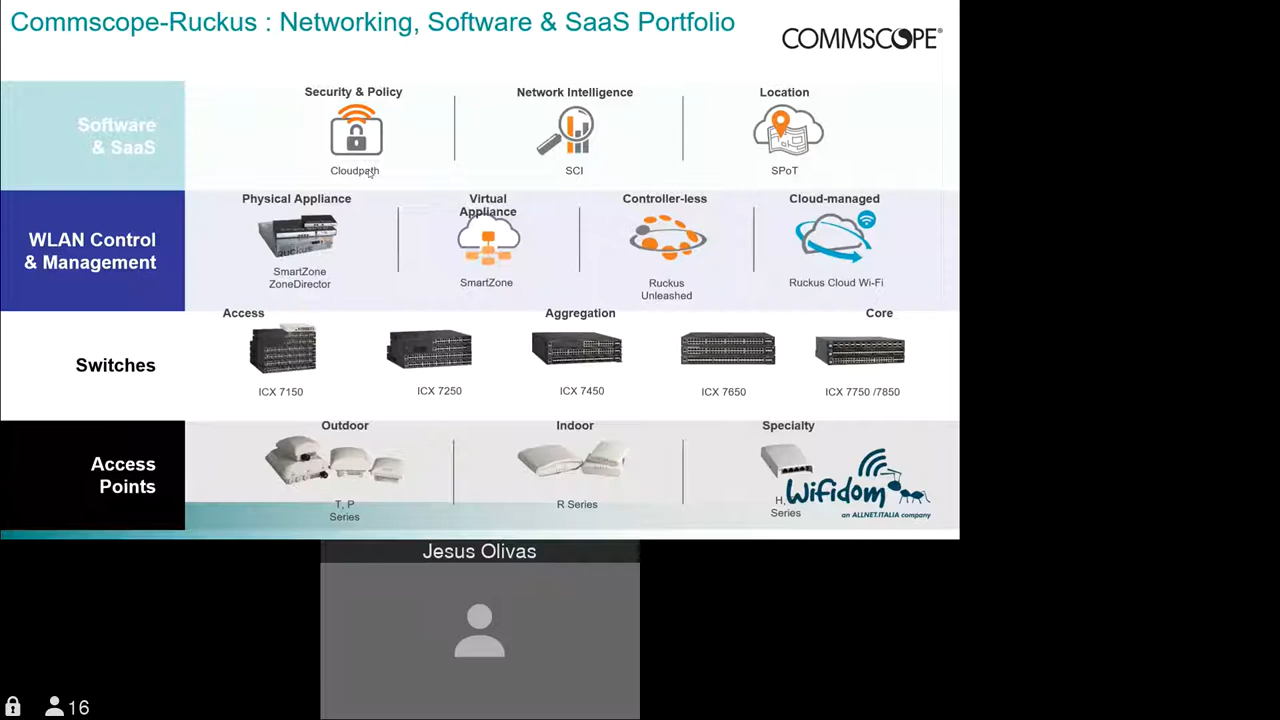 Commscope-Ruckus : Networking, Software & SaaS Portfolio
COMMSCOPE®
Software
& SaaS
Security & Policy
Cloudpath
Network Intelligence
SCI
Location
SPoT
WLAN Control
& Management
Physical Appliance
RUCKUS
SmartZone
ZoneDirector
Virtual
Appliance
SmartZone
Controller-less
Ruckus
Unleashed
Cloud-managed
Ruckus Cloud Wi-Fi
Switches
Access
Aggregation
Core
ICX 7150
ICX 7250
ICX 7450
ICX 7650
ICX 7750 /7850
Access
Points
Outdoor
T, P
Series
Indoor
R Series
Specialty
H,
Series
Wifidom
an ALLNET.ITALIA company
Jesus Olivas
16